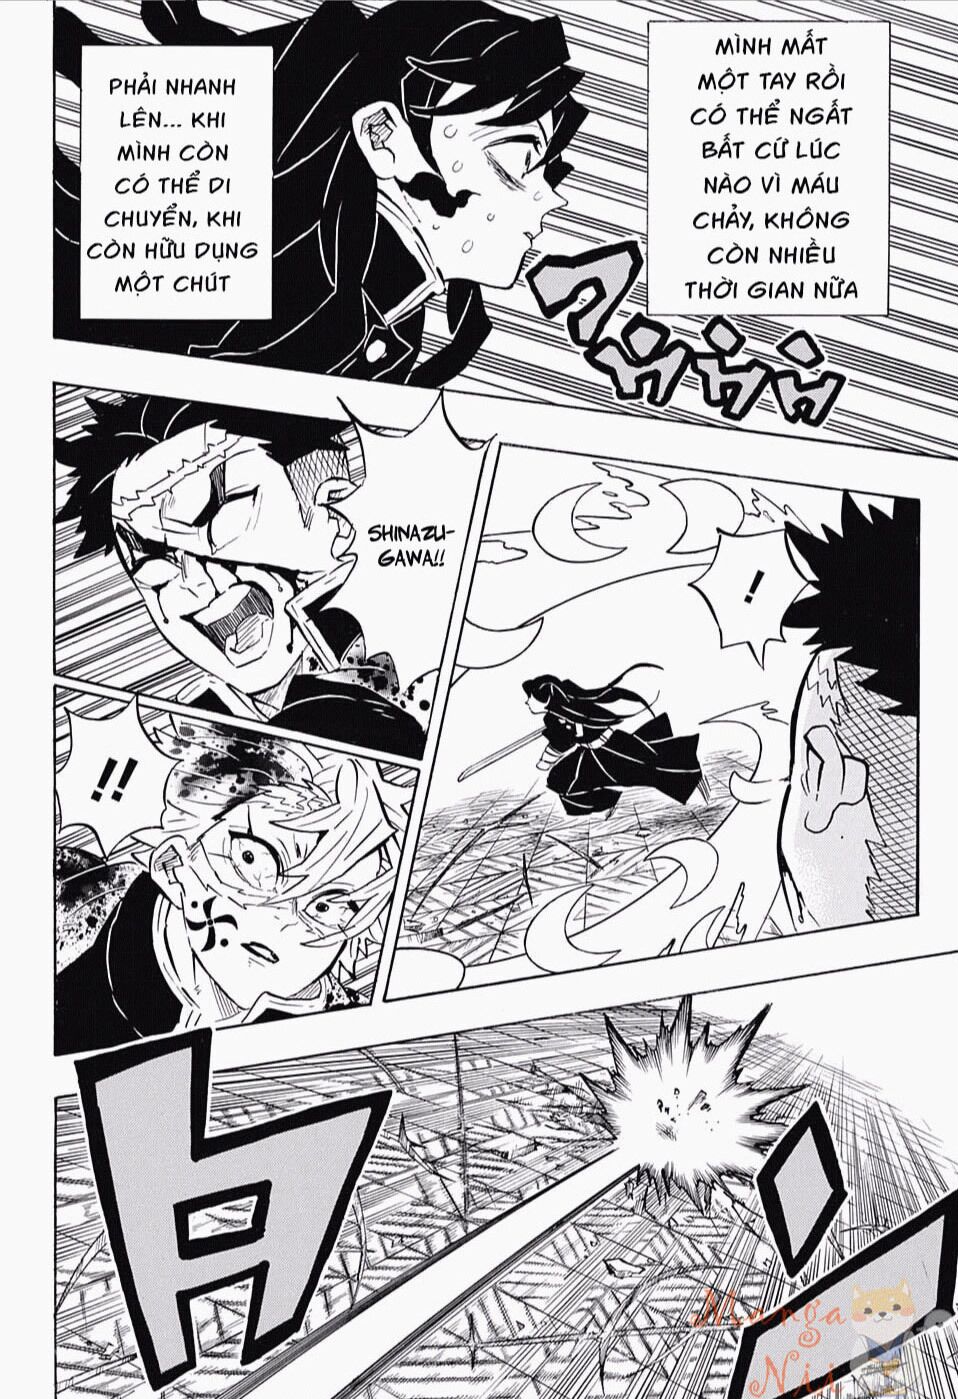 MÌNH MẤT
MỘT TAY RỒI
CÓ THỂ NGẤT
BẤT CỨ LÚC
NÀO VÌ MÁU
CHẢY, KHÔNG
CÒN NHIỀU
THỜI GIAN NỮA
PHẢI NHANH
LÊN... KHI
MÌNH CÒN
CÓ THỂ DI
CHUYỂN, KHI
CÒN HỮU DỤNG
MỘT CHÚT
!
SHINAZU-
GAWA!!
!!
Manga